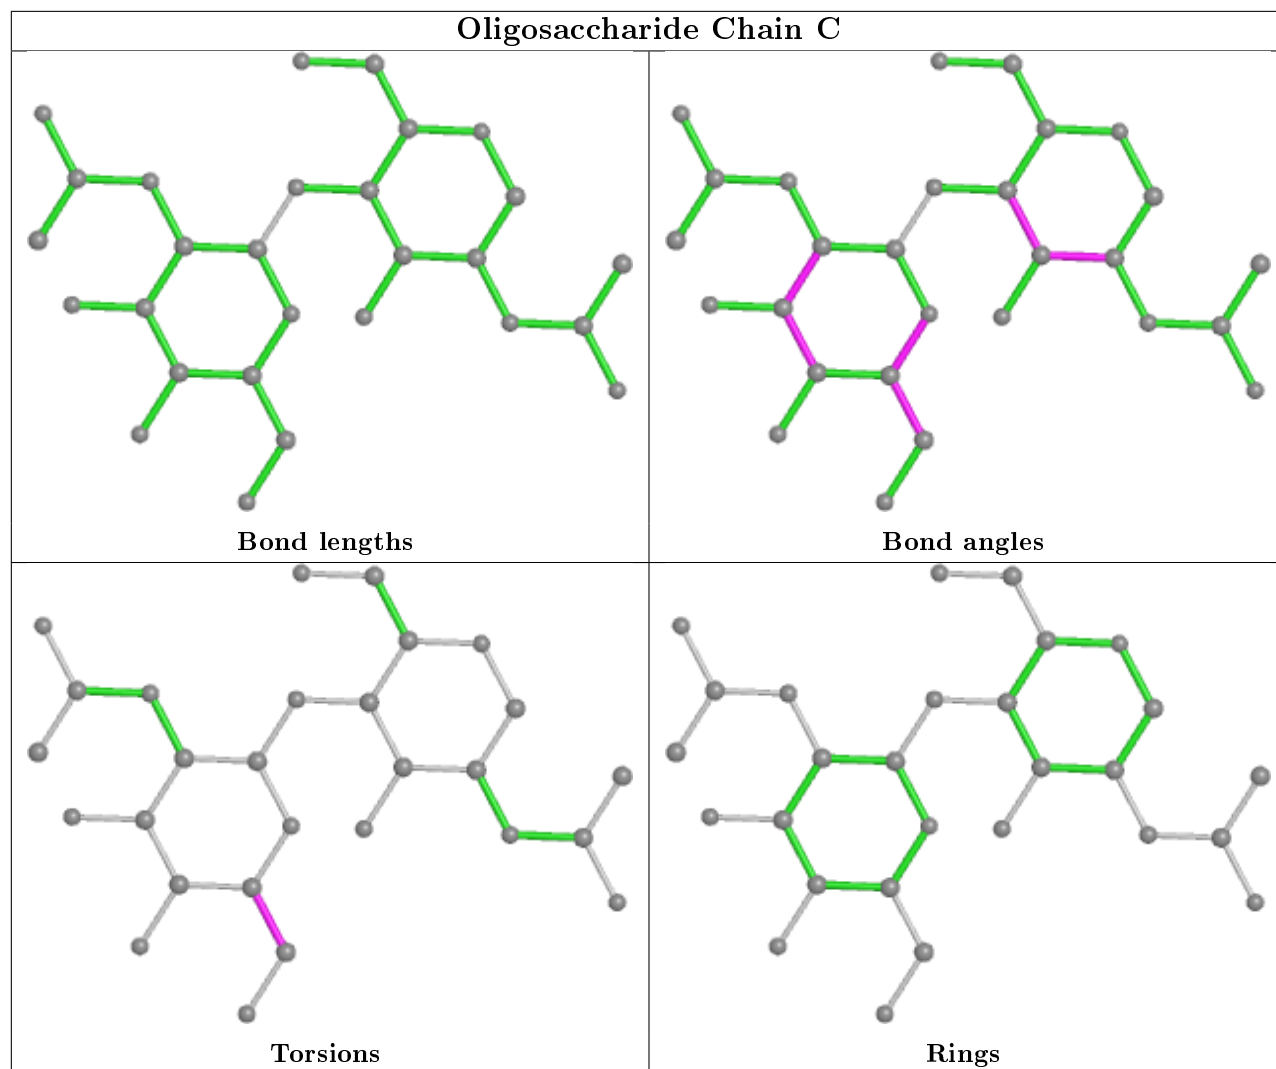 Oligosaccharide Chain C
Bond lengths
Bond angles
Torsions
Rings